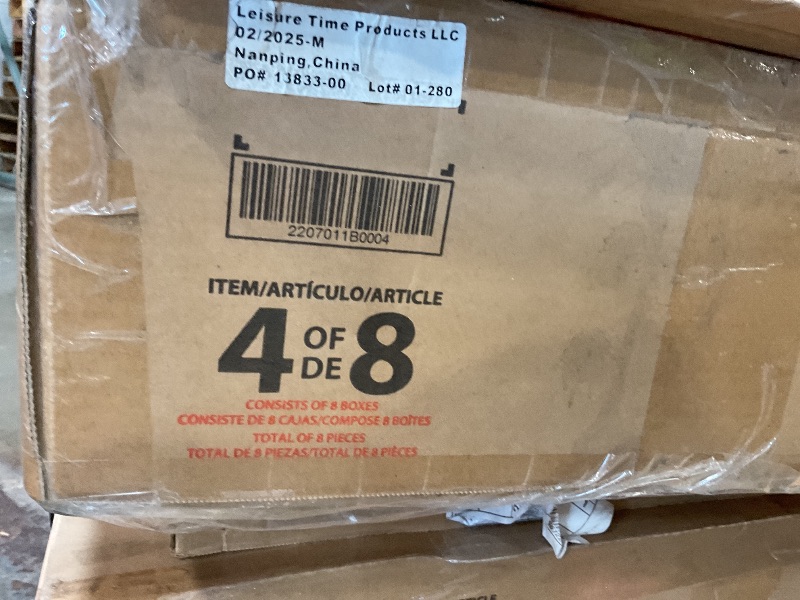 Leisure Time Products LLC
02/2025-M
Nanping,China
PO# 13833-00 Lot# 01-280
2207011B0004
ITEM/ARTÍCULO/ARTICLE
4 OF DE 8
CONSISTS OF 8 BOXES
CONSISTE DE 8 CAJAS/COMPOSE 8 BOÎTES
TOTAL OF 8 PIECES
TOTAL DE 8 PIEZAS/TOTAL DE 8 PIÈCES